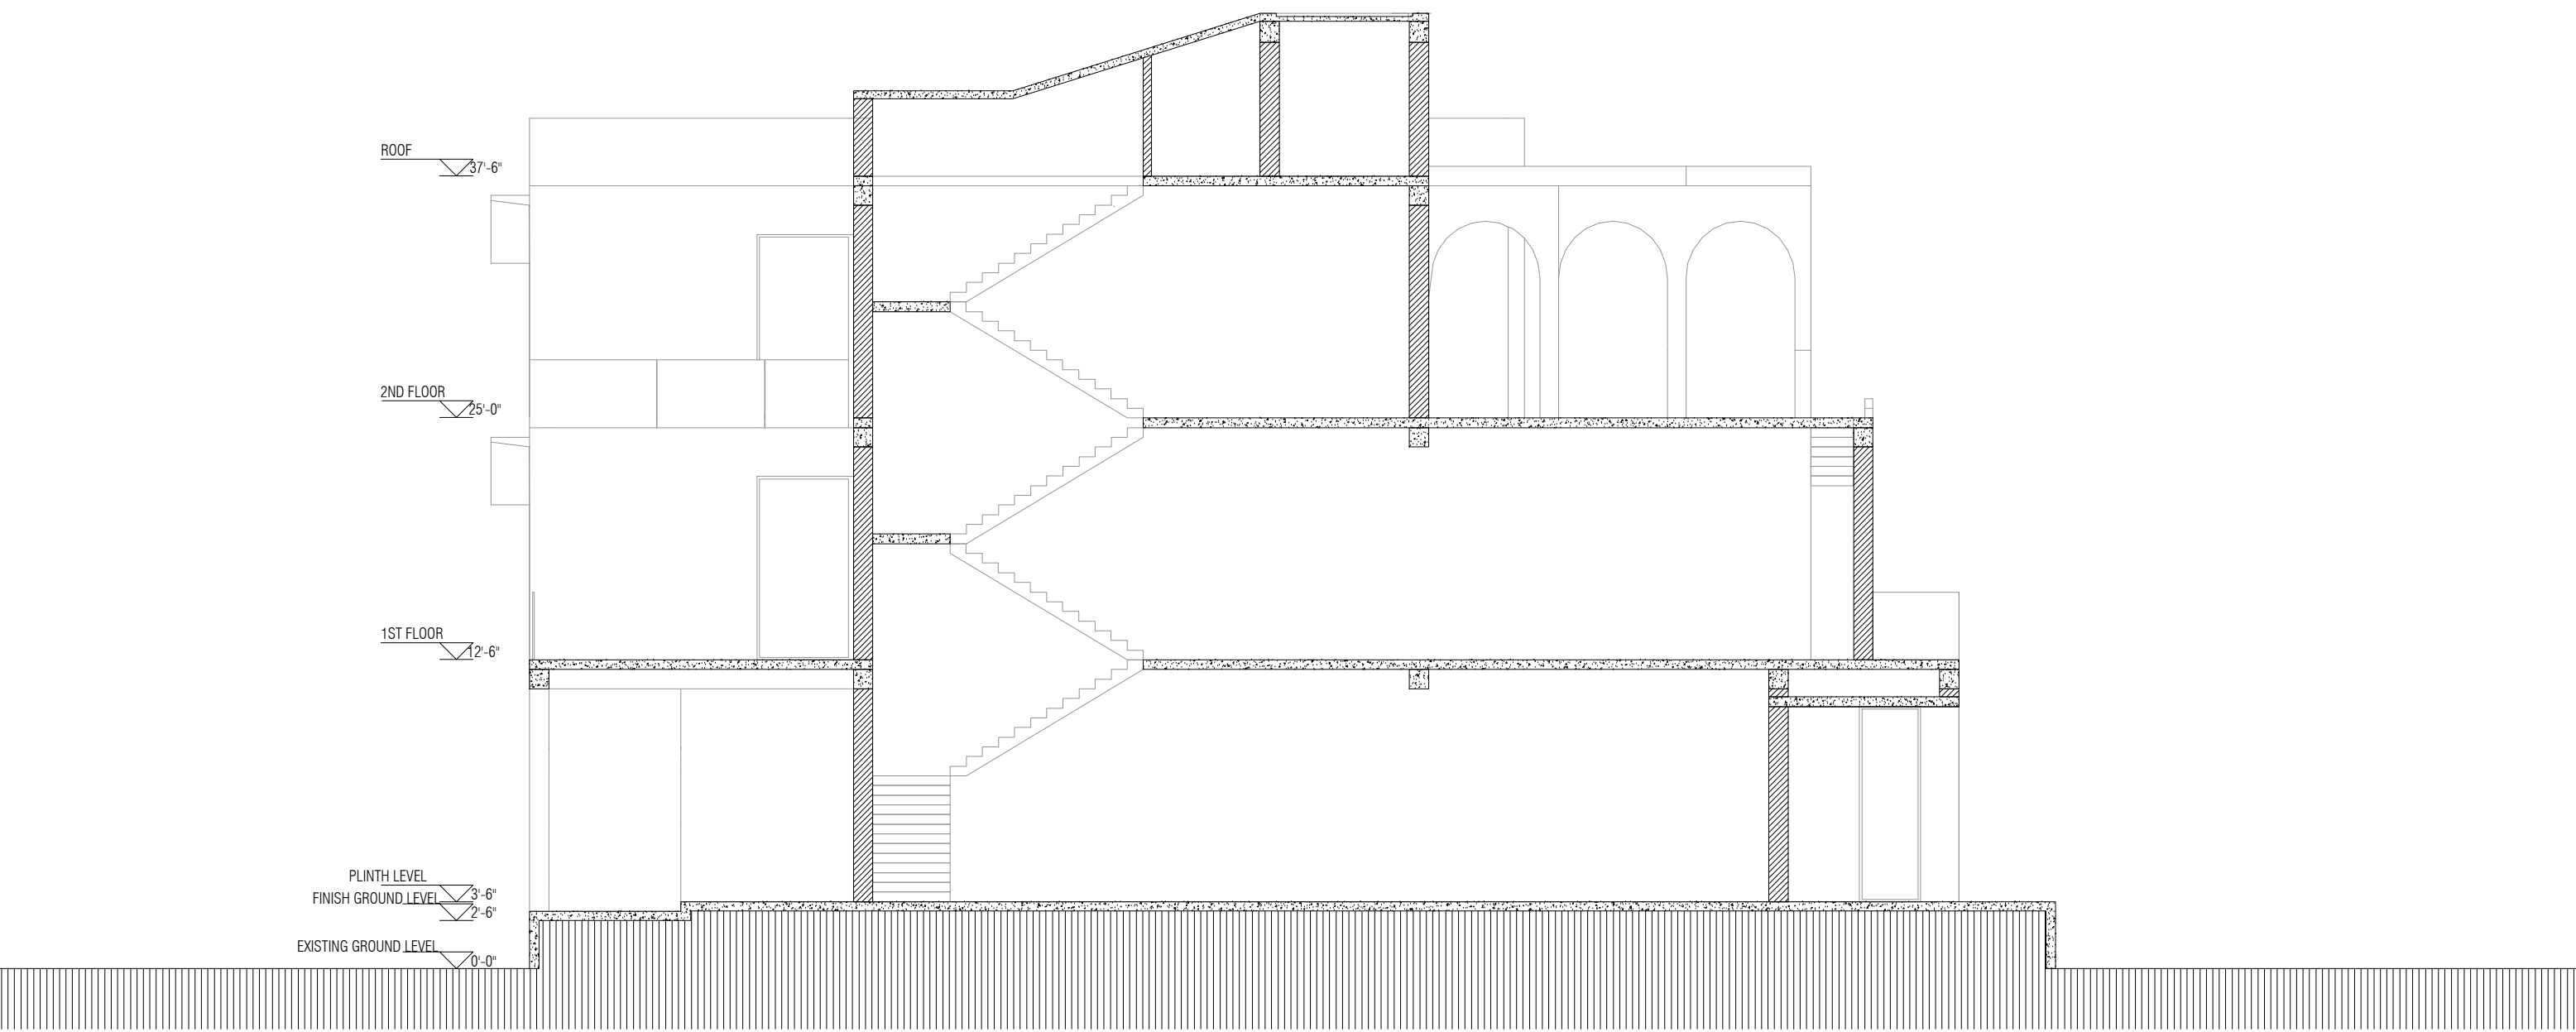 ROOF
37'-6"
2ND FLOOR
25'-0"
1ST FLOOR
12'-6"
PLINTH LEVEL
3'-6"
FINISH GROUND LEVEL
2'-6"
EXISTING GROUND LEVEL
0'-0"